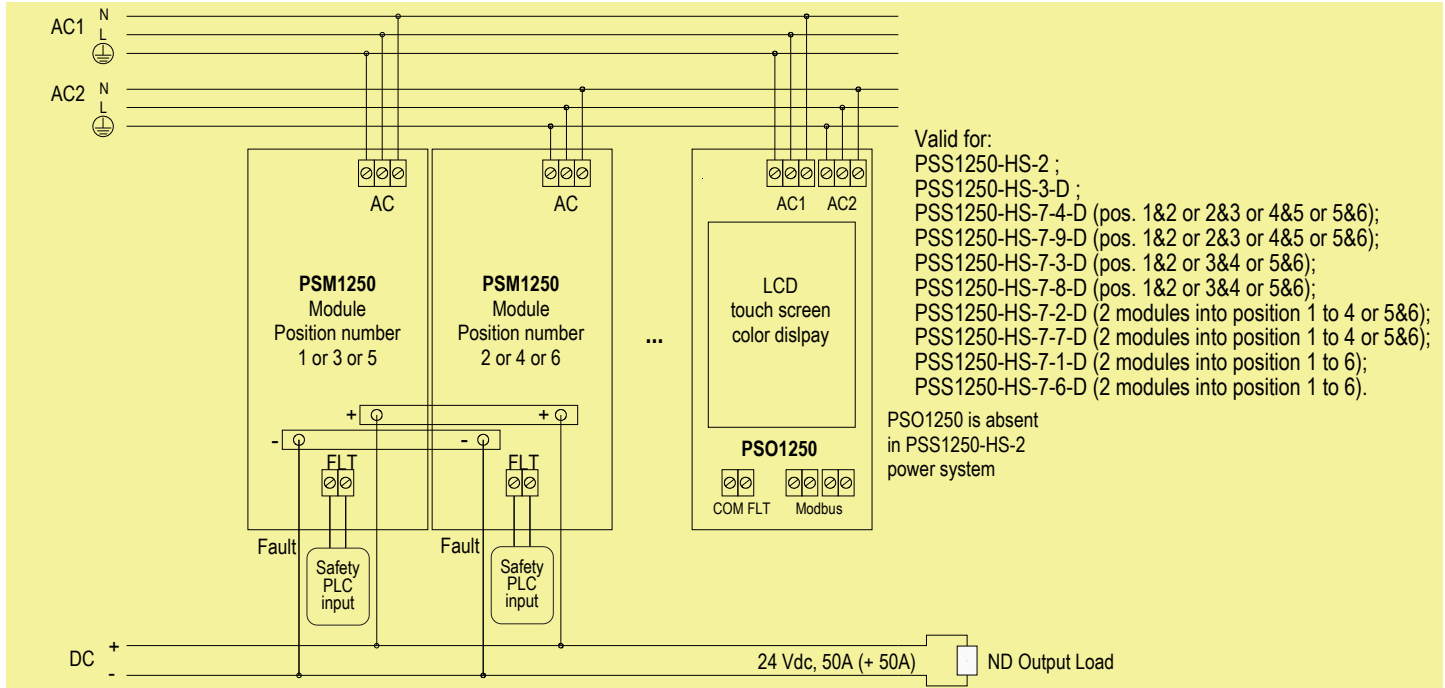 AC1
N
L
AC2
N
L
Valid for:
PSS1250-HS-2 ;
PSS1250-HS-3-D ;
PSS1250-HS-7-4-D (pos. 1&2 or 2&3 or 4&5 or 5&6);
PSS1250-HS-7-9-D (pos. 1&2 or 2&3 or 4&5 or 5&6);
PSS1250-HS-7-3-D (pos. 1&2 or 3&4 or 5&6);
PSS1250-HS-7-8-D (pos. 1&2 or 3&4 or 5&6);
PSS1250-HS-7-2-D (2 modules into position 1 to 4 or 5&6);
PSS1250-HS-7-7-D (2 modules into position 1 to 4 or 5&6);
PSS1250-HS-7-1-D (2 modules into position 1 to 6);
PSS1250-HS-7-6-D (2 modules into position 1 to 6).
PSO1250 is absent
in PSS1250-HS-2
power system
AC
PSM1250
Module
Position number
1 or 3 or 5
+
-
FLT
Fault
Safety
PLC
input
AC
PSM1250
Module
Position number
2 or 4 or 6
+
-
FLT
Fault
Safety
PLC
input
...
AC1
AC2
LCD
touch screen
color dislpay
PSO1250
COM FLT
Modbus
DC
+
-
24 Vdc, 50A (+ 50A)
ND Output Load